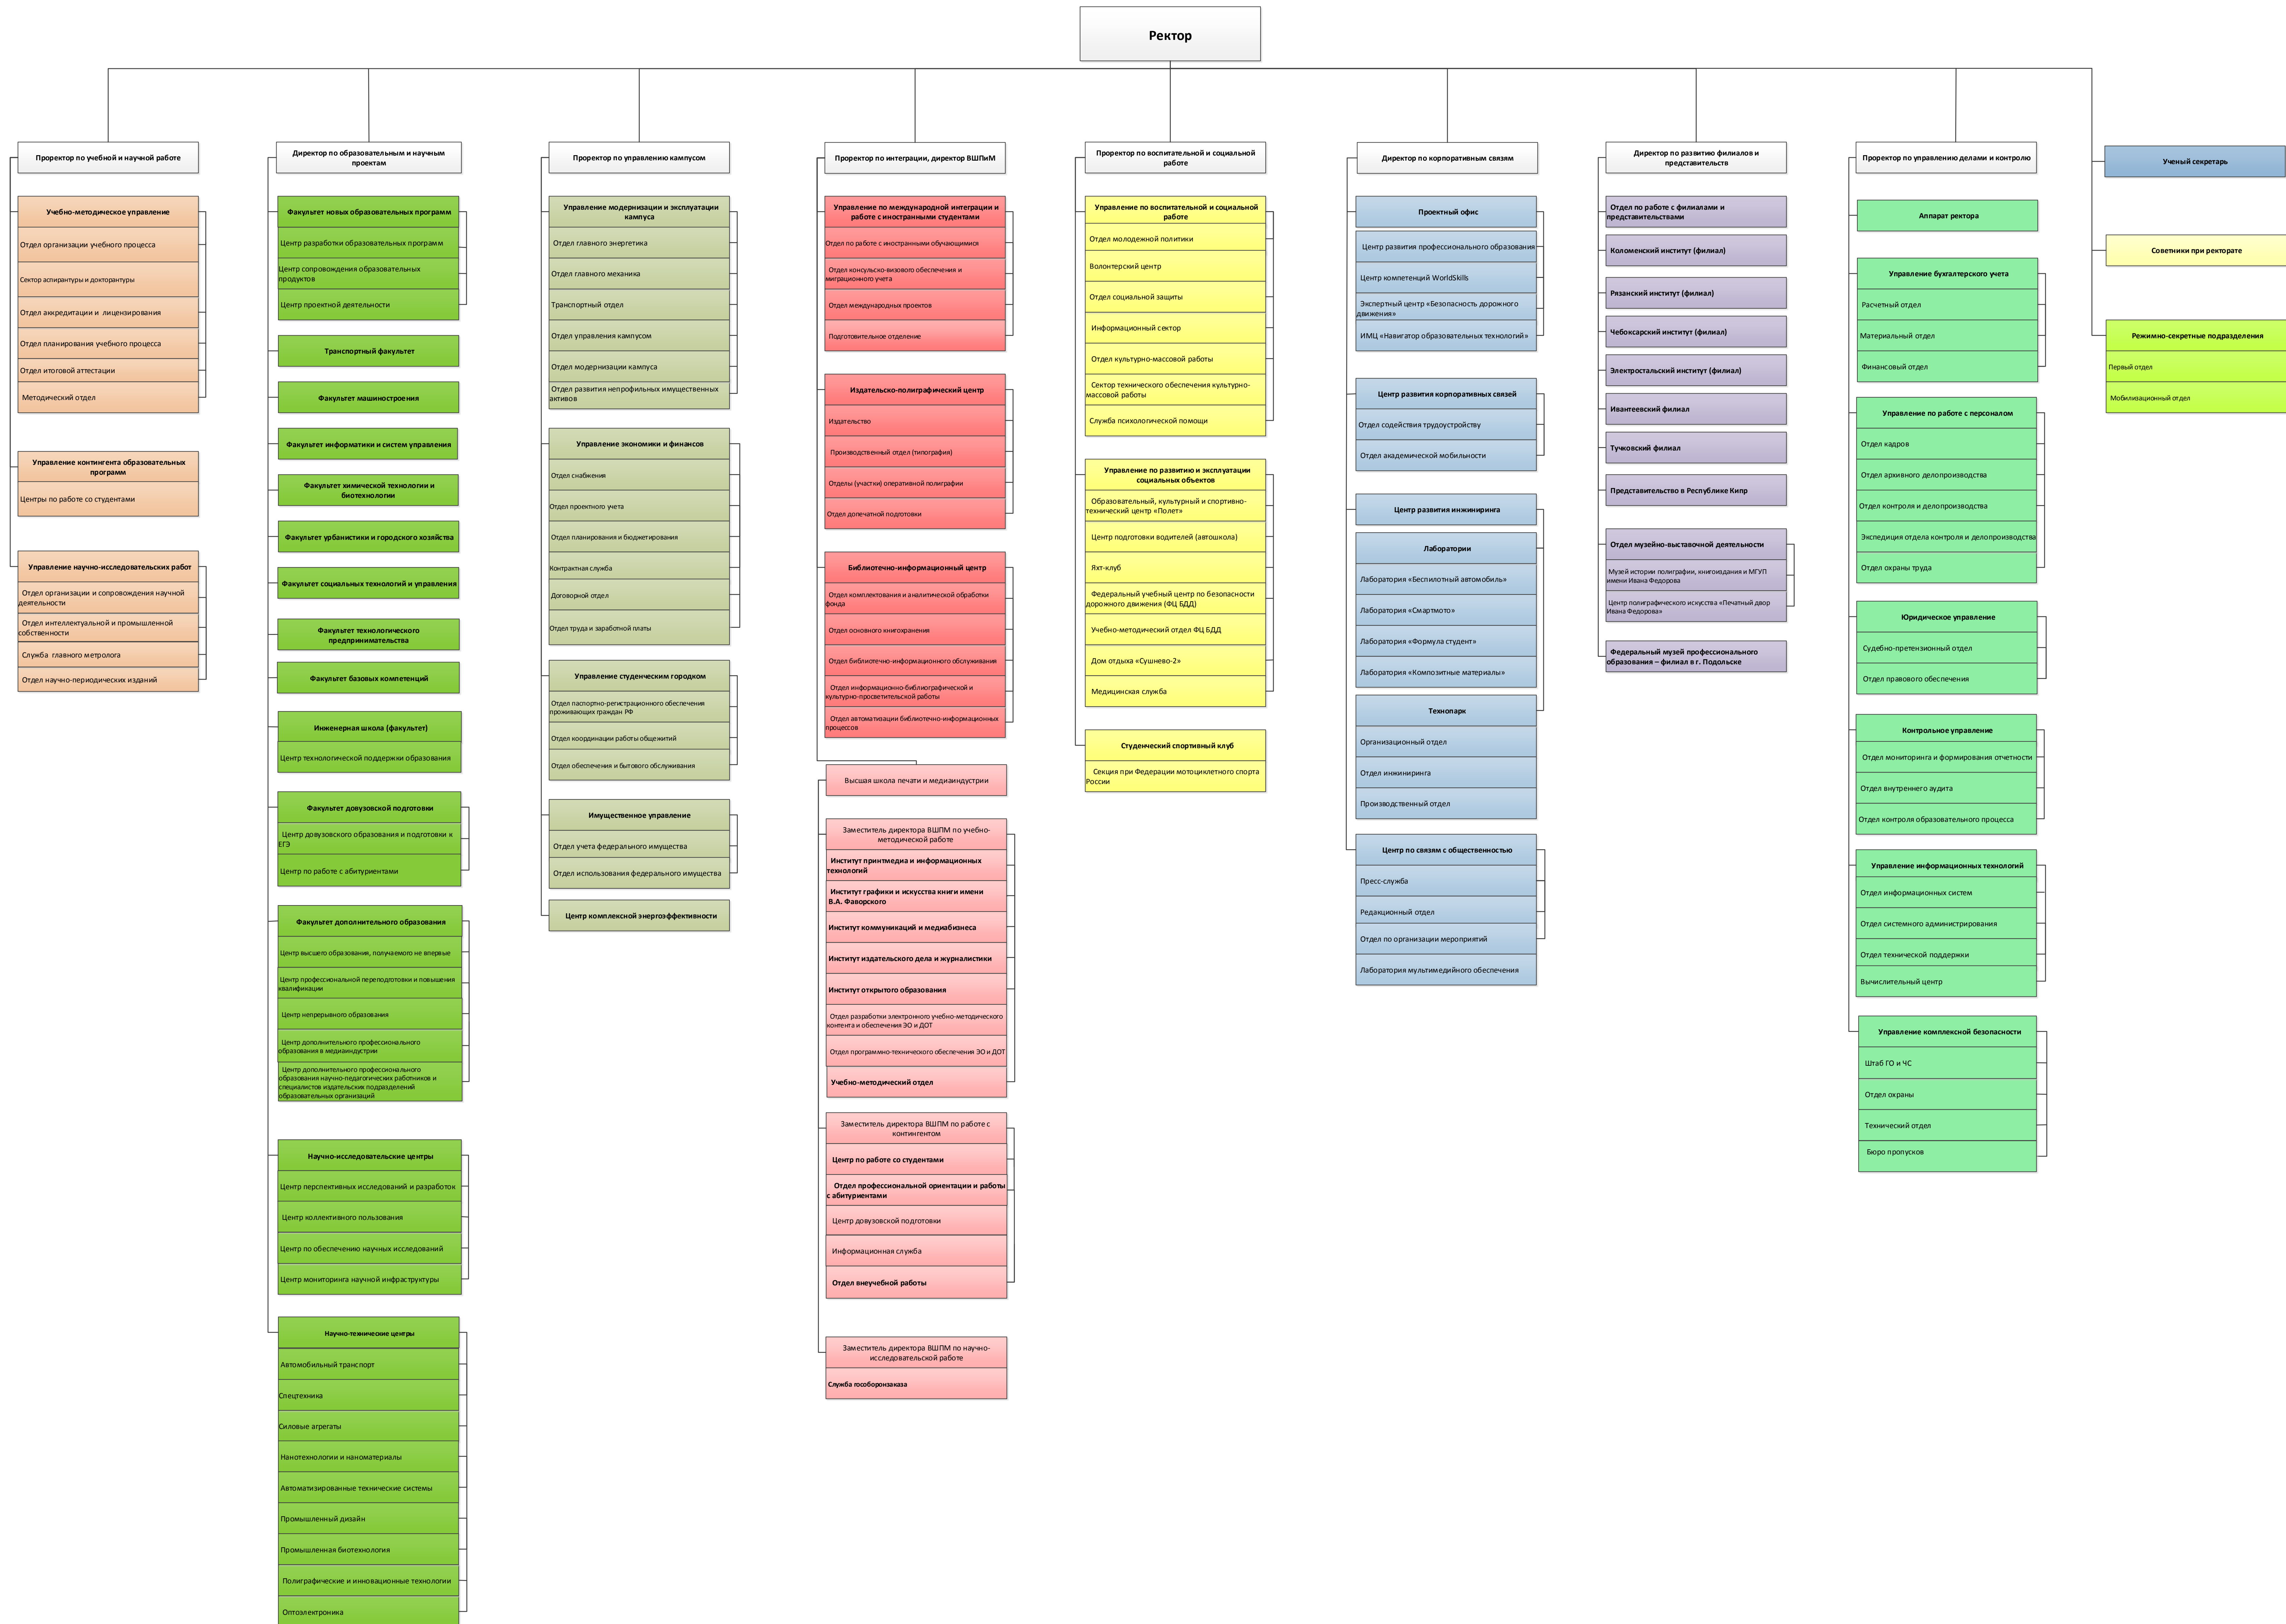 Ректор
Проректор по учебной и научной работе
Учебно-методическое управление
Отдел организации учебного процесса
Сектор аспирантуры и докторантуры
Отдел аккредитации и лицензирования
Отдел планирования учебного процесса
Отдел итоговой аттестации
Методический отдел
Управление контингента образовательных
программ
Центры по работе со студентами
Управление научно-исследовательских работ
Отдел организации и сопровождения научной
деятельности
Отдел интеллектуальной и промышленной
собственности
Служба главного метролога
Отдел научно-периодических изданий
Директор по образовательным и научным
проектам
Факультет новых образовательных программ
Центр разработки образовательных программ
Центр сопровождения образовательных
продуктов
Центр проектной деятельности
Транспортный факультет
Факультет машиностроения
Факультет информатики и систем управления
Факультет химической технологии и
биотехнологии
Факультет урбанистики и городского хозяйства
Факультет социальных технологий и управления
Факультет технологического
предпринимательства
Факультет базовых компетенций
Инженерная школа (факультет)
Центр технологической поддержки образования
Факультет довузовской подготовки
Центр довузовского образования и подготовки к
ЕГЭ
Центр по работе с абитуриентами
Факультет дополнительного образования
Центр высшего образования, получаемого не впервые
Центр профессиональной переподготовки и повышения
квалификации
Центр непрерывного образования
Центр дополнительного профессионального
образования в медиаиндустрии
Центр дополнительного профессионального
образования научно-педагогических работников и
специалистов издательских подразделений
образовательных организаций
Научно-исследовательские центры
Центр перспективных исследований и разработок
Центр коллективного пользования
Центр по обеспечению научных исследований
Центр мониторинга научной инфраструктуры
Научно-технические центры
Автомобильный транспорт
Спецтехника
Силовые агрегаты
Нанотехнологии и наноматериалы
Автоматизированные технические системы
Промышленный дизайн
Промышленная биотехнология
Полиграфические и инновационные технологии
Оптоэлектроника
Проректор по управлению кампусом
Управление модернизации и эксплуатации
кампуса
Отдел главного энергетика
Отдел главного механика
Транспортный отдел
Отдел управления кампусом
Отдел модернизации кампуса
Отдел развития непрофильных имущественных
активов
Управление экономики и финансов
Отдел снабжения
Отдел проектного учета
Отдел планирования и бюджетирования
Контрактная служба
Договорной отдел
Отдел труда и заработной платы
Управление студенческим городком
Отдел паспортно-регистрационного обеспечения
проживающих граждан РФ
Отдел координации работы общежитий
Отдел обеспечения и бытового обслуживания
Имущественное управление
Отдел учета федерального имущества
Отдел использования федерального имущества
Центр комплексной энергоэффективности
Проректор по интеграции, директор ВШПиМ
Управление по международной интеграции и
работе с иностранными студентами
Отдел по работе с иностранными обучающимися
Отдел консульско-визового обеспечения и
миграционного учета
Отдел международных проектов
Подготовительное отделение
Издательско-полиграфический центр
Издательство
Производственный отдел (типография)
Отделы (участки) оперативной полиграфии
Отдел допечатной подготовки
Библиотечно-информационный центр
Отдел комплектования и аналитической обработки
фонда
Отдел основного книгохранения
Отдел библиотечно-информационного обслуживания
Отдел информационно-библиографической и
культурно-просветительской работы
Отдел автоматизации библиотечно-информационных
процессов
Высшая школа печати и медиаиндустрии
Заместитель директора ВШПМ по учебно-
методической работе
Институт принтмедиа и информационных
технологий
Институт графики и искусства книги имени
В.А. Фаворского
Институт коммуникаций и медиабизнеса
Институт издательского дела и журналистики
Институт открытого образования
Отдел разработки электронного учебно-методического
контента и обеспечения ЭО и ДОТ
Отдел программно-технического обеспечения ЭО и ДОТ
Учебно-методический отдел
Заместитель директора ВШПМ по работе с
контингентом
Центр по работе со студентами
Отдел профессиональной ориентации и работы
с абитуриентами
Центр довузовской подготовки
Информационная служба
Отдел внеучебной работы
Заместитель директора ВШПМ по научно-
исследовательской работе
Служба гособоронзаказа
Проректор по воспитательной и социальной
работе
Управление по воспитательной и социальной
работе
Отдел молодежной политики
Волонтерский центр
Отдел социальной защиты
Информационный сектор
Отдел культурно-массовой работы
Сектор технического обеспечения культурно-
массовой работы
Служба психологической помощи
Управление по развитию и эксплуатации
социальных объектов
Образовательный, культурный и спортивно-
технический центр «Полет»
Центр подготовки водителей (автошкола)
Яхт-клуб
Федеральный учебный центр по безопасности
дорожного движения (ФЦ БДД)
Учебно-методический отдел ФЦ БДД
Дом отдыха «Сушнево-2»
Медицинская служба
Студенческий спортивный клуб
Секция при Федерации мотоциклетного спорта
России
Директор по корпоративным связям
Проектный офис
Центр развития профессионального образования
Центр компетенций WorldSkills
Экспертный центр «Безопасность дорожного
движения»
ИМЦ «Навигатор образовательных технологий»
Центр развития корпоративных связей
Отдел содействия трудоустройству
Отдел академической мобильности
Центр развития инжиниринга
Лаборатории
Лаборатория «Беспилотный автомобиль»
Лаборатория «Смартмото»
Лаборатория «Формула студент»
Лаборатория «Композитные материалы»
Технопарк
Организационный отдел
Отдел инжиниринга
Производственный отдел
Центр по связям с общественностью
Пресс-служба
Редакционный отдел
Отдел по организации мероприятий
Лаборатория мультимедийного обеспечения
Директор по развитию филиалов и
представительств
Отдел по работе с филиалами и
представительствами
Коломенский институт (филиал)
Рязанский институт (филиал)
Чебоксарский институт (филиал)
Электростальский институт (филиал)
Ивантеевский филиал
Тучковский филиал
Представительство в Республике Кипр
Отдел музейно-выставочной деятельности
Музей истории полиграфии, книгоиздания и МГУП
имени Ивана Федорова
Центр полиграфического искусства «Печатный двор
Ивана Федорова»
Федеральный музей профессионального
образования – филиал в г. Подольске
Проректор по управлению делами и контролю
Аппарат ректора
Управление бухгалтерского учета
Расчетный отдел
Материальный отдел
Финансовый отдел
Управление по работе с персоналом
Отдел кадров
Отдел архивного делопроизводства
Отдел контроля и делопроизводства
Экспедиция отдела контроля и делопроизводства
Отдел охраны труда
Юридическое управление
Судебно-претензионный отдел
Отдел правового обеспечения
Контрольное управление
Отдел мониторинга и формирования отчетности
Отдел внутреннего аудита
Отдел контроля образовательного процесса
Управление информационных технологий
Отдел информационных систем
Отдел системного администрирования
Отдел технической поддержки
Вычислительный центр
Управление комплексной безопасности
Штаб ГО и ЧС
Отдел охраны
Технический отдел
Бюро пропусков
Ученый секретарь
Советники при ректорате
Режимно-секретные подразделения
Первый отдел
Мобилизационный отдел